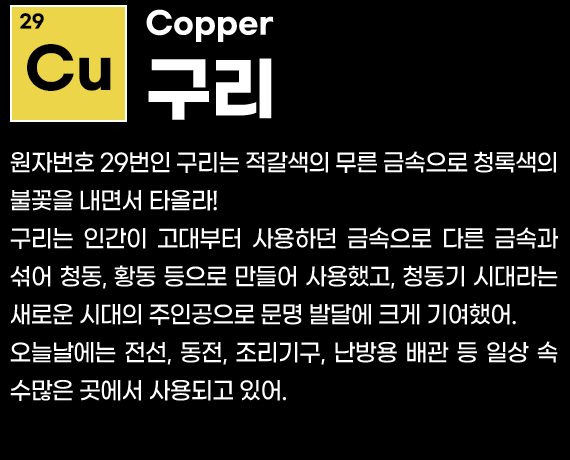 29
Cu
Copper
구리
원자번호 29번인 구리는 적갈색의 무른 금속으로 청록색의
불꽃을 내면서 타올라!
구리는 인간이 고대부터 사용하던 금속으로 다른 금속과
섞어 청동, 황동 등으로 만들어 사용했고, 청동기 시대라는
새로운 시대의 주인공으로 문명 발달에 크게 기여했어.
오늘날에는 전선, 동전, 조리기구, 난방용 배관 등 일상 속
수많은 곳에서 사용되고 있어.